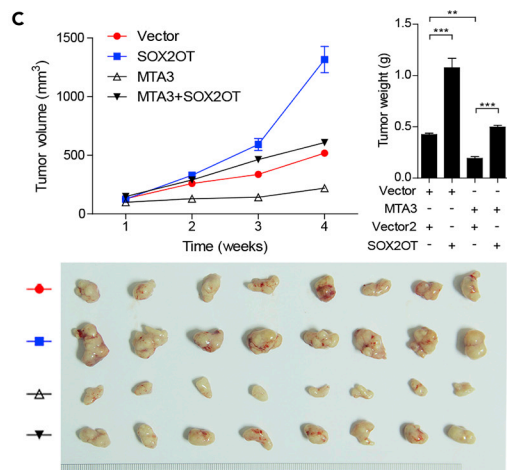 C
Tumor volume (mm³)
1500
1000
500
0
1 2 3 4
Time (weeks)
Vector
SOX2OT
MTA3
MTA3+SOX2OT
Tumor weight (g)
1.5
1.0
0.5
0.0
**
***
***
Vector + + - -
MTA3 - - + +
Vector2 + - + -
SOX2OT - + - +